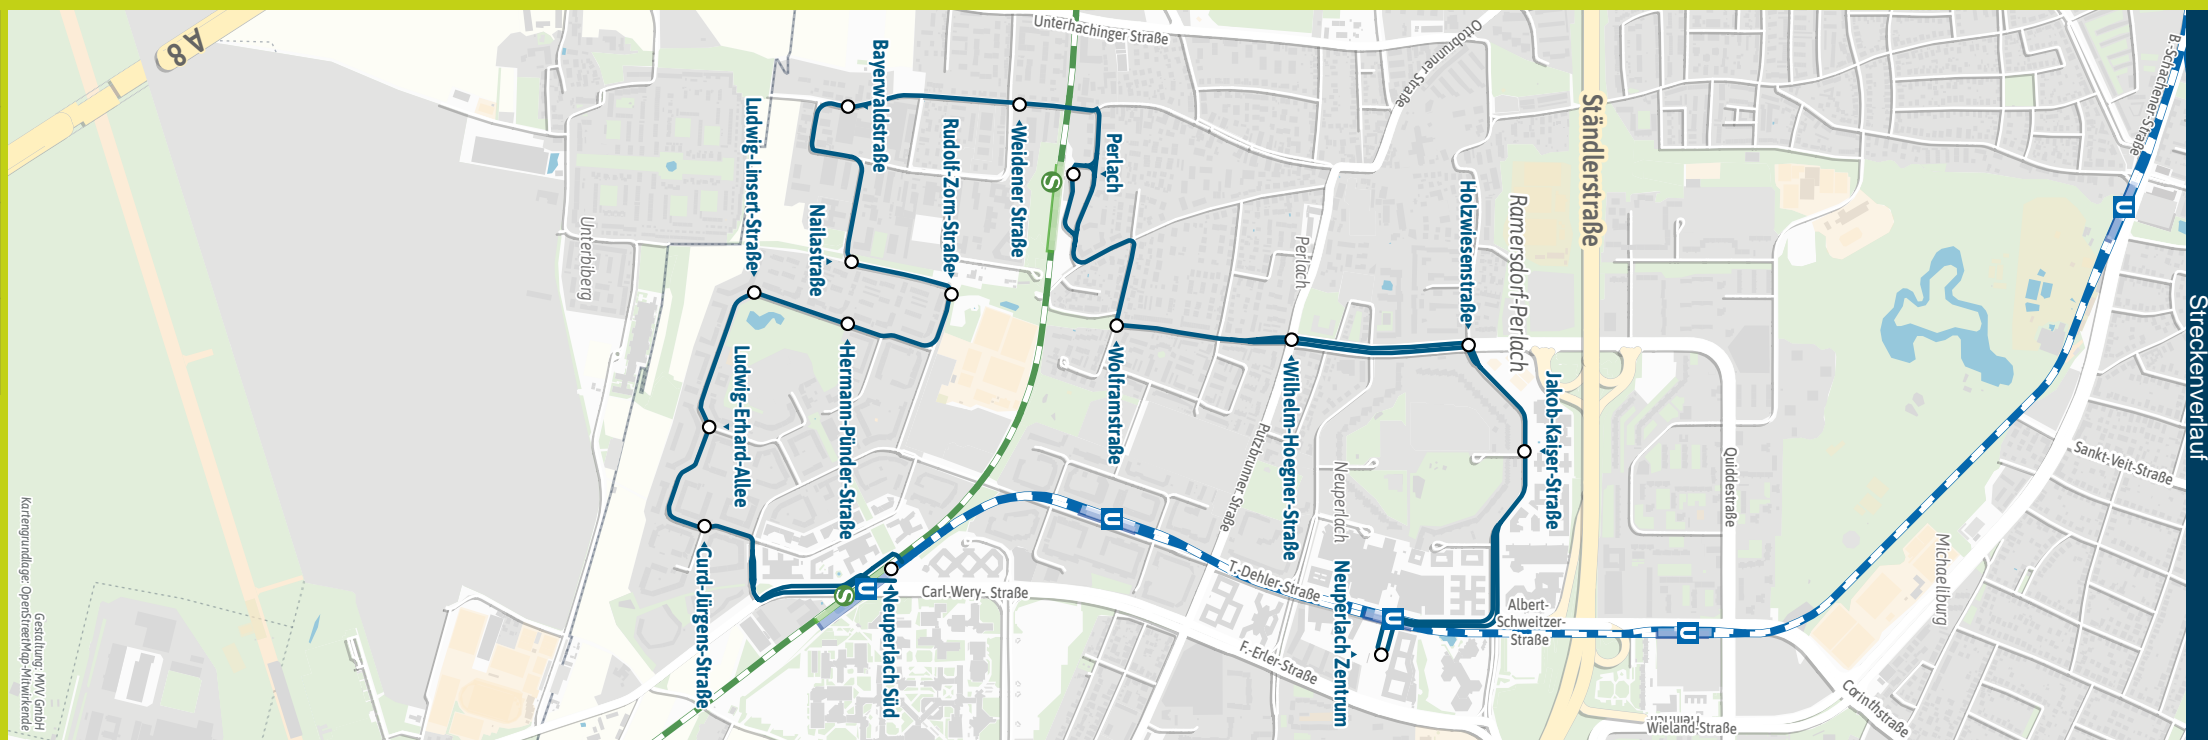 Streckenverlauf
A 8
Unterhachinger Straße
Ottobrunner Straße
Ständlerstraße
B.-Schachener-Straße
Bayerwaldstraße
Ludwig-Linsert-Straße
Rudolf-Zorn-Straße
Weidener Straße
Perlach
S
U
Nailastraße
Unterbiberg
Perlach
Holzwiesenstraße
Ramersdorf-Perlach
Ludwig-Erhard-Allee
Hermann-Pünder-Straße
Wolframstraße
Wilhelm-Hoegner-Straße
Jakob-Kaiser-Straße
Putzbrunner Straße
Neuperlach
Quiddestraße
Sankt-Veit-Straße
Michaeliburg
U
Curd-Jürgens-Straße
S
U
Neuperlach Süd
Carl-Wery- Straße
T.-Dehler-Straße
F.-Erler-Straße
Neuperlach Zentrum
U
Albert-
Schweitzer-
Straße
U
Corinthstraße
Wieland-Straße
Gestaltung: MVV GmbH
Kartengrundlage: OpenStreetMap-Mitwirkende